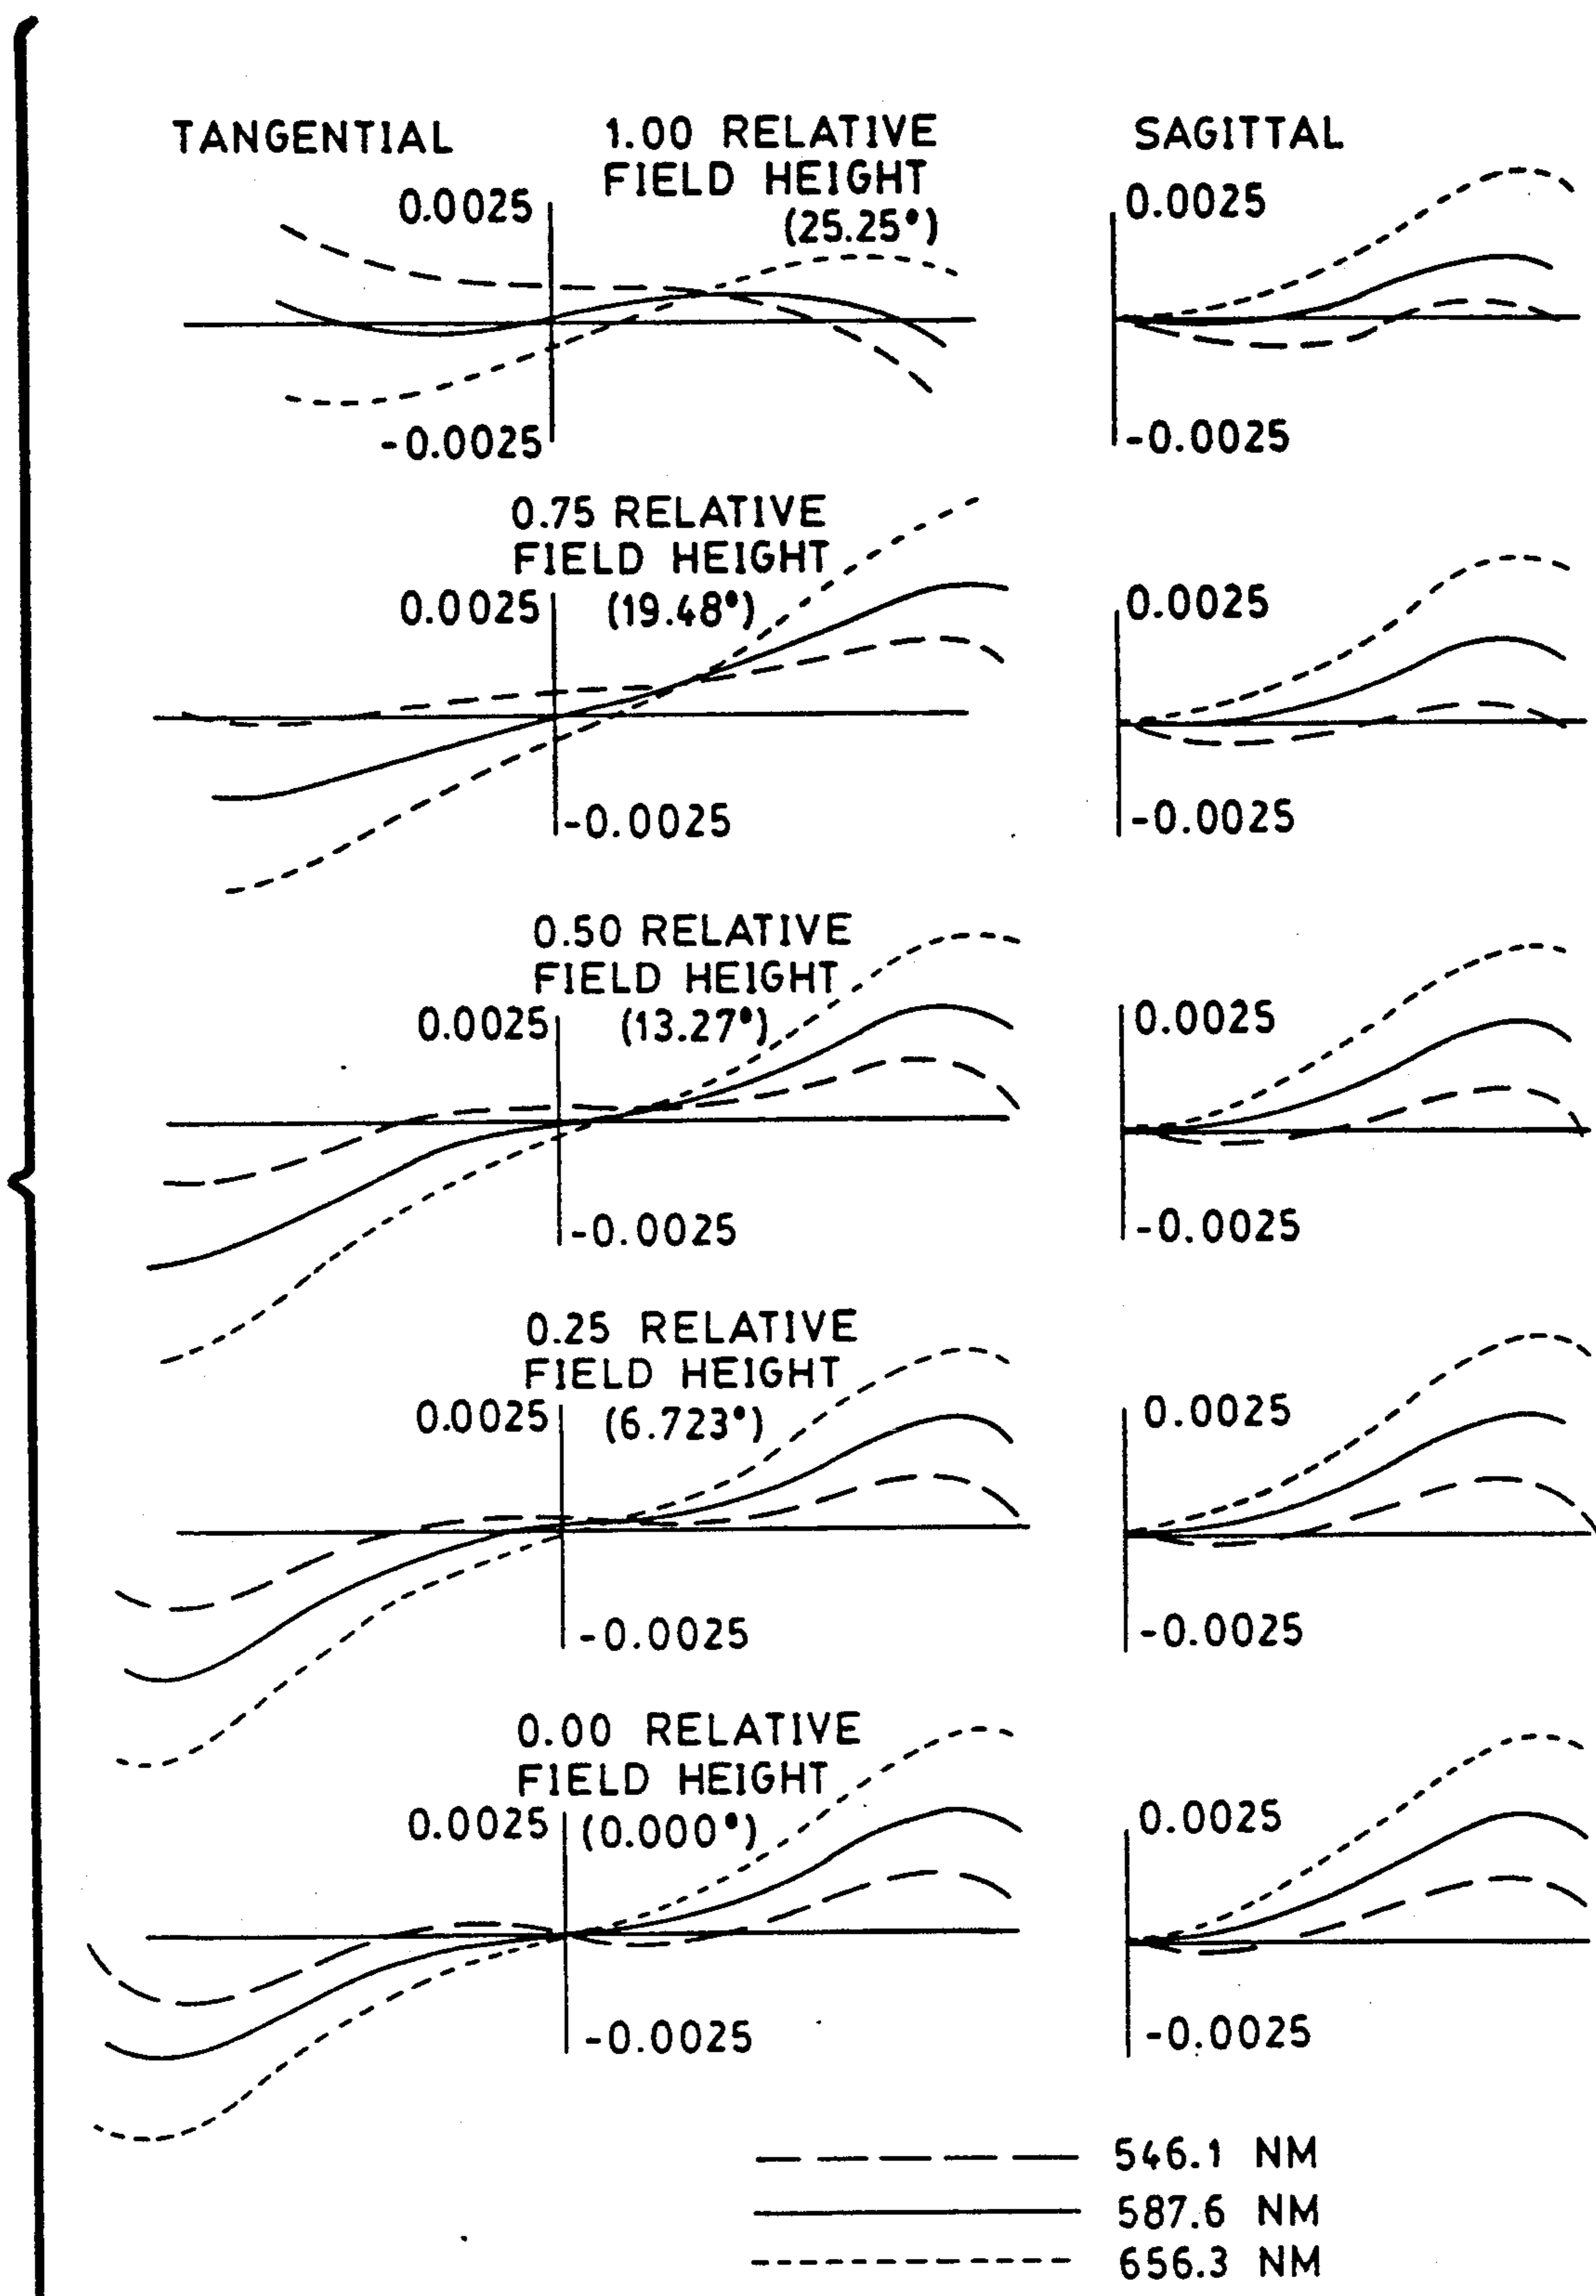 TANGENTIAL
1.00 RELATIVE
FIELD HEIGHT
(25.25°)
SAGITTAL
0.0025
0.0025
-0.0025
-0.0025
0.75 RELATIVE
FIELD HEIGHT
(19.48°)
0.0025
0.0025
-0.0025
-0.0025
0.50 RELATIVE
FIELD HEIGHT
(13.27°)
0.0025
0.0025
-0.0025
-0.0025
0.25 RELATIVE
FIELD HEIGHT
(6.723°)
0.0025
0.0025
-0.0025
-0.0025
0.00 RELATIVE
FIELD HEIGHT
(0.000°)
0.0025
0.0025
-0.0025
-0.0025
546.1 NM
587.6 NM
656.3 NM